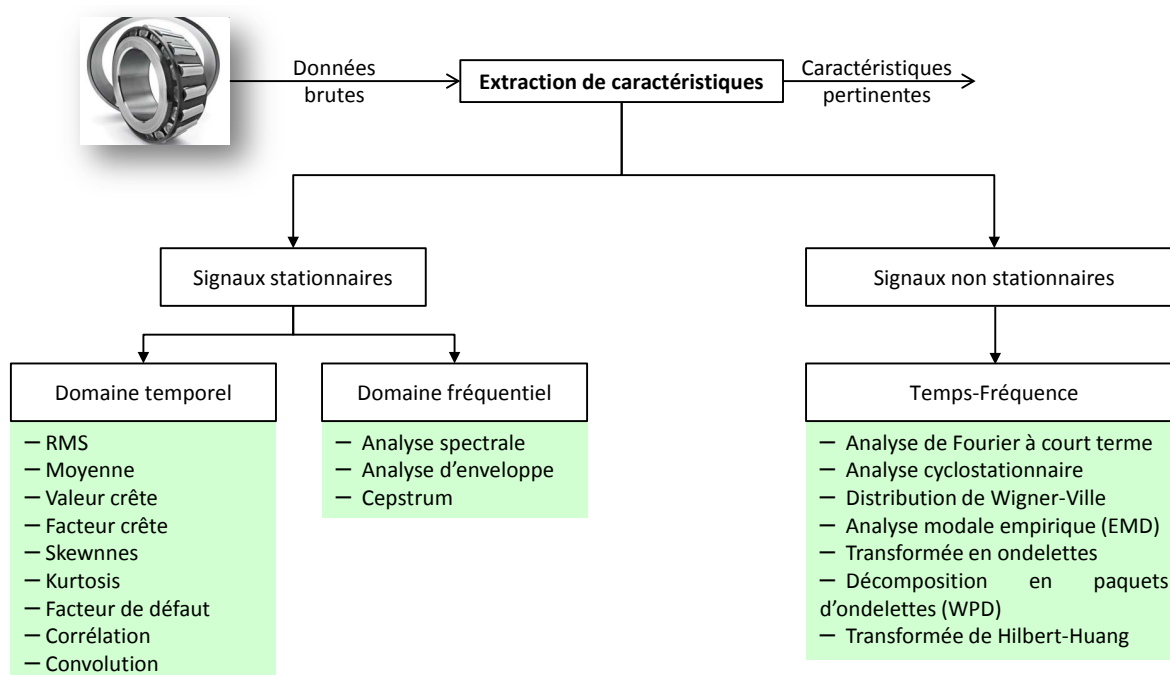 Données
brutes
Extraction de caractéristiques
Caractéristiques
pertinentes
Signaux stationnaires
Signaux non stationnaires
Domaine temporel
Domaine fréquentiel
Temps-Fréquence
— RMS
— Moyenne
— Valeur crête
— Facteur crête
— Skewnnes
— Kurtosis
— Facteur de défaut
— Corrélation
— Convolution
— Analyse spectrale
— Analyse d’enveloppe
— Cepstrum
— Analyse de Fourier à court terme
— Analyse cyclostationnaire
— Distribution de Wigner-Ville
— Analyse modale empirique (EMD)
— Transformée en ondelettes
— Décomposition en paquets
d’ondelettes (WPD)
— Transformée de Hilbert-Huang